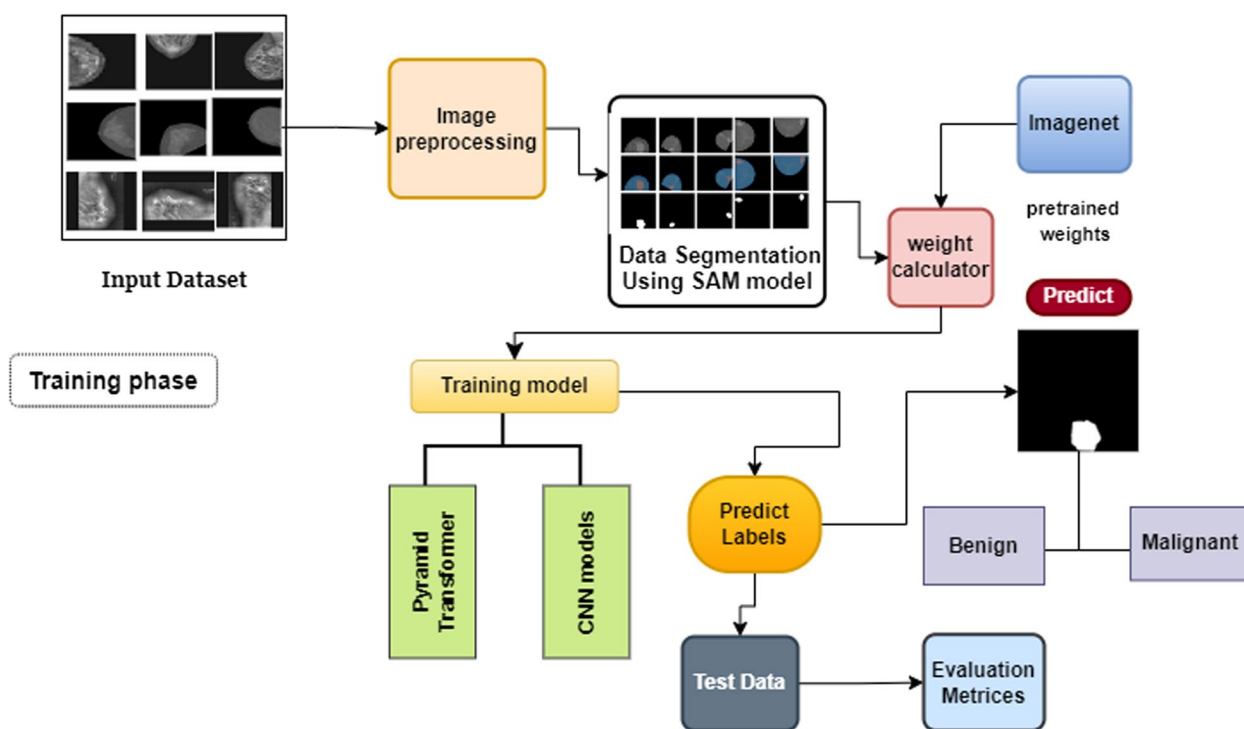 Input Dataset
Image
preprocessing
Data Segmentation
Using SAM model
Imagenet
pretrained
weights
weight
calculator
Predict
Training phase
Training model
Pyramid
Transformer
CNN models
Predict
Labels
Benign
Malignant
Test Data
Evaluation
Metrices